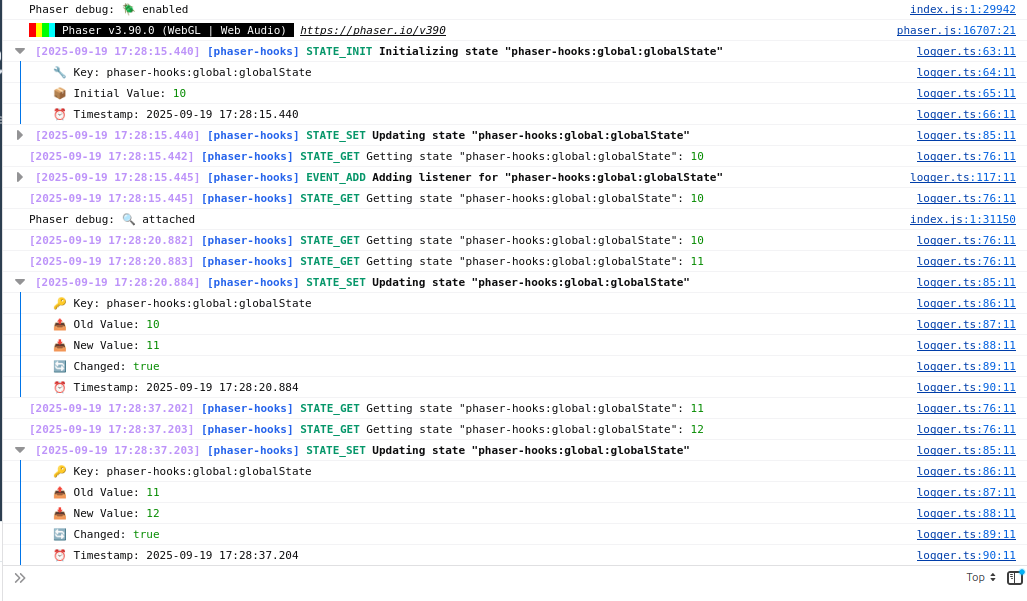 Phaser debug: 🪲 enabled index.js:1:29942
Phaser v3.90.0 (WebGL | Web Audio) https://phaser.io/v390 phaser.js:16707:21
[2025-09-19 17:28:15.440] [phaser-hooks] STATE_INIT Initializing state "phaser-hooks:global:globalState" logger.ts:63:11
🔧 Key: phaser-hooks:global:globalState logger.ts:64:11
📦 Initial Value: 10 logger.ts:65:11
⏰ Timestamp: 2025-09-19 17:28:15.440 logger.ts:66:11
[2025-09-19 17:28:15.440] [phaser-hooks] STATE_SET Updating state "phaser-hooks:global:globalState" logger.ts:85:11
[2025-09-19 17:28:15.442] [phaser-hooks] STATE_GET Getting state "phaser-hooks:global:globalState": 10 logger.ts:76:11
[2025-09-19 17:28:15.445] [phaser-hooks] EVENT_ADD Adding listener for "phaser-hooks:global:globalState" logger.ts:117:11
[2025-09-19 17:28:15.445] [phaser-hooks] STATE_GET Getting state "phaser-hooks:global:globalState": 10 logger.ts:76:11
Phaser debug: 🔍 attached index.js:1:31150
[2025-09-19 17:28:20.882] [phaser-hooks] STATE_GET Getting state "phaser-hooks:global:globalState": 10 logger.ts:76:11
[2025-09-19 17:28:20.883] [phaser-hooks] STATE_GET Getting state "phaser-hooks:global:globalState": 11 logger.ts:76:11
[2025-09-19 17:28:20.884] [phaser-hooks] STATE_SET Updating state "phaser-hooks:global:globalState" logger.ts:85:11
🔑 Key: phaser-hooks:global:globalState logger.ts:86:11
📤 Old Value: 10 logger.ts:87:11
📥 New Value: 11 logger.ts:88:11
🔄 Changed: true logger.ts:89:11
⏰ Timestamp: 2025-09-19 17:28:20.884 logger.ts:90:11
[2025-09-19 17:28:37.202] [phaser-hooks] STATE_GET Getting state "phaser-hooks:global:globalState": 11 logger.ts:76:11
[2025-09-19 17:28:37.203] [phaser-hooks] STATE_GET Getting state "phaser-hooks:global:globalState": 12 logger.ts:76:11
[2025-09-19 17:28:37.203] [phaser-hooks] STATE_SET Updating state "phaser-hooks:global:globalState" logger.ts:85:11
🔑 Key: phaser-hooks:global:globalState logger.ts:86:11
📤 Old Value: 11 logger.ts:87:11
📥 New Value: 12 logger.ts:88:11
🔄 Changed: true logger.ts:89:11
⏰ Timestamp: 2025-09-19 17:28:37.204 logger.ts:90:11
Top